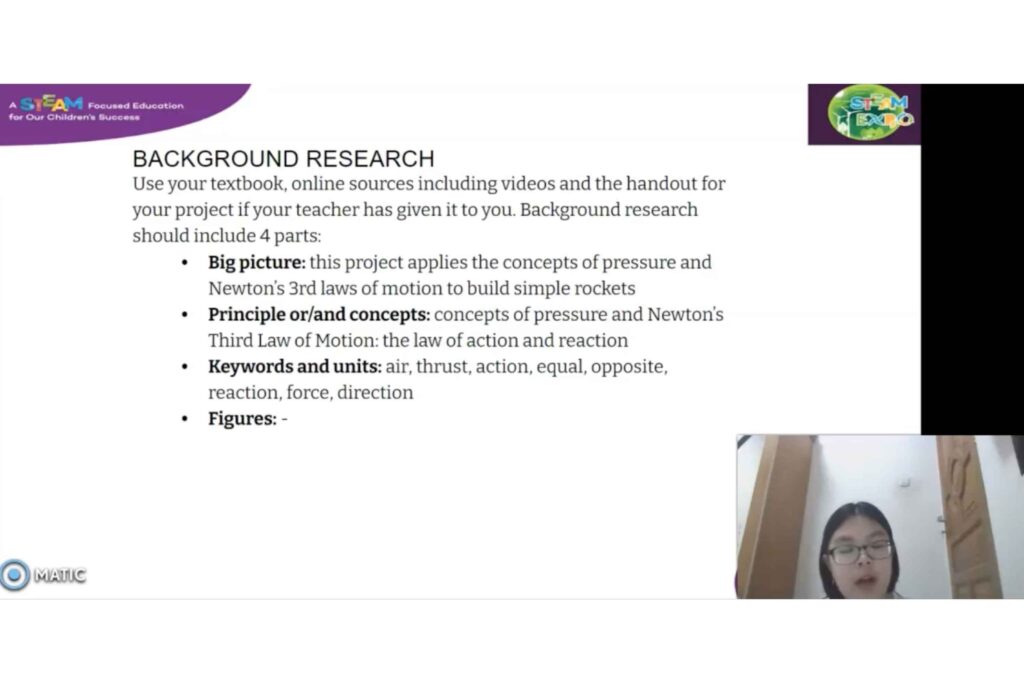 A STEAM Focused Education
for Our Children's Success
STEAM
EXPO
BACKGROUND RESEARCH
Use your textbook, online sources including videos and the handout for
your project if your teacher has given it to you. Background research
should include 4 parts:
• Big picture: this project applies the concepts of pressure and
Newton's 3rd laws of motion to build simple rockets
• Principle or/and concepts: concepts of pressure and Newton's
Third Law of Motion: the law of action and reaction
• Keywords and units: air, thrust, action, equal, opposite,
reaction, force, direction
• Figures: -
MATIC